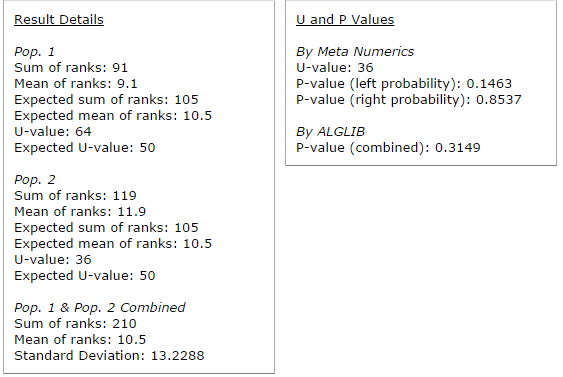 Result Details
Pop. 1
Sum of ranks: 91
Mean of ranks: 9.1
Expected sum of ranks: 105
Expected mean of ranks: 10.5
U-value: 64
Expected U-value: 50
Pop. 2
Sum of ranks: 119
Mean of ranks: 11.9
Expected sum of ranks: 105
Expected mean of ranks: 10.5
U-value: 36
Expected U-value: 50
Pop. 1 & Pop. 2 Combined
Sum of ranks: 210
Mean of ranks: 10.5
Standard Deviation: 13.2288
U and P Values
By Meta Numerics
U-value: 36
P-value (left probability): 0.1463
P-value (right probability): 0.8537
By ALGLIB
P-value (combined): 0.3149